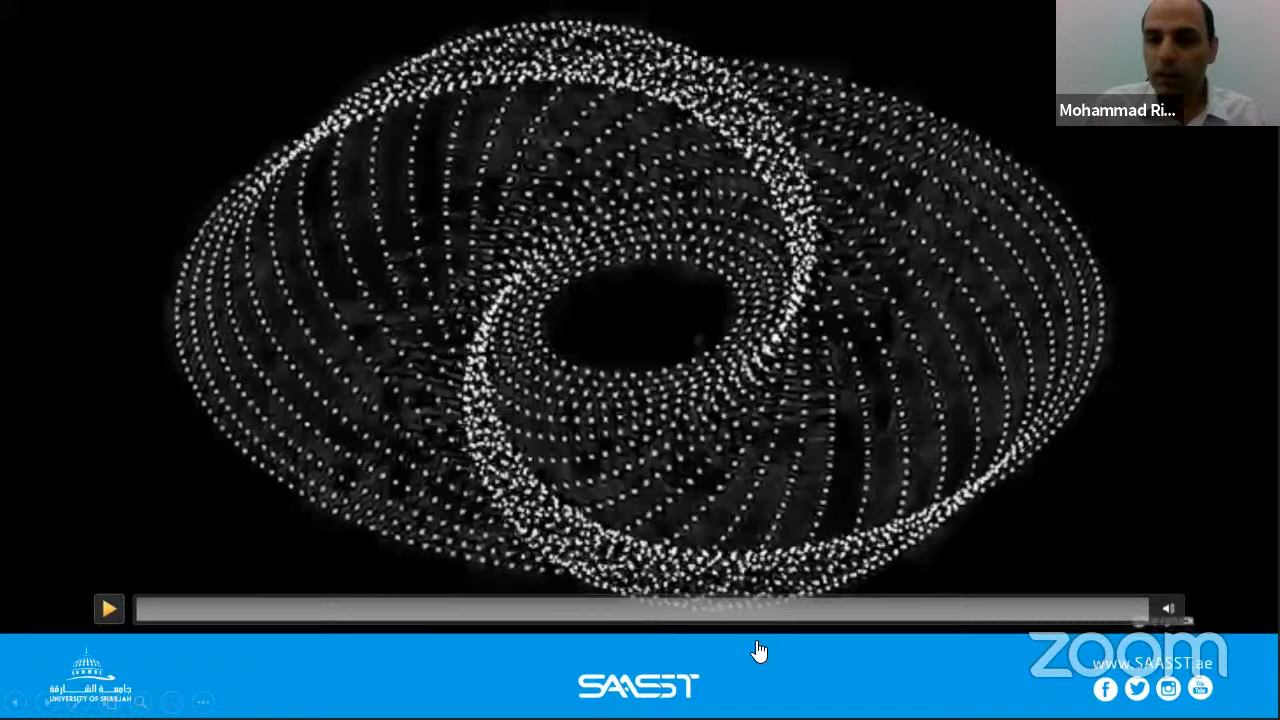 Mohammad Ri...
جامعة الشارقة
UNIVERSITY OF SHARJAH
SAASST
www.SAASST.ae
zoom